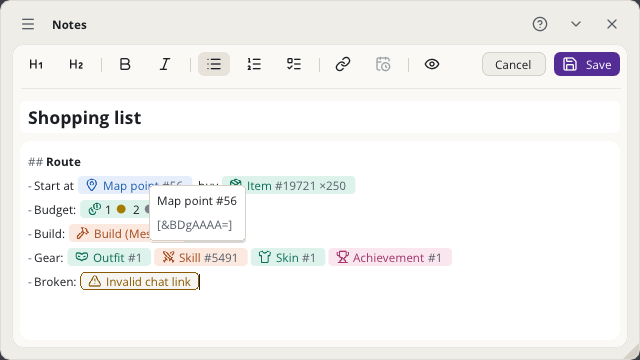 Notes
H1 H2 B I Cancel Save
Shopping list
## Route
- Start at Map point #56 buy Item #19721 ×250
- Budget: 1 2
- Build: Build (Mes
- Gear: Outfit #1 Skill #5491 Skin #1 Achievement #1
- Broken: Invalid chat link
Map point #56
[&BDgAAAA=]